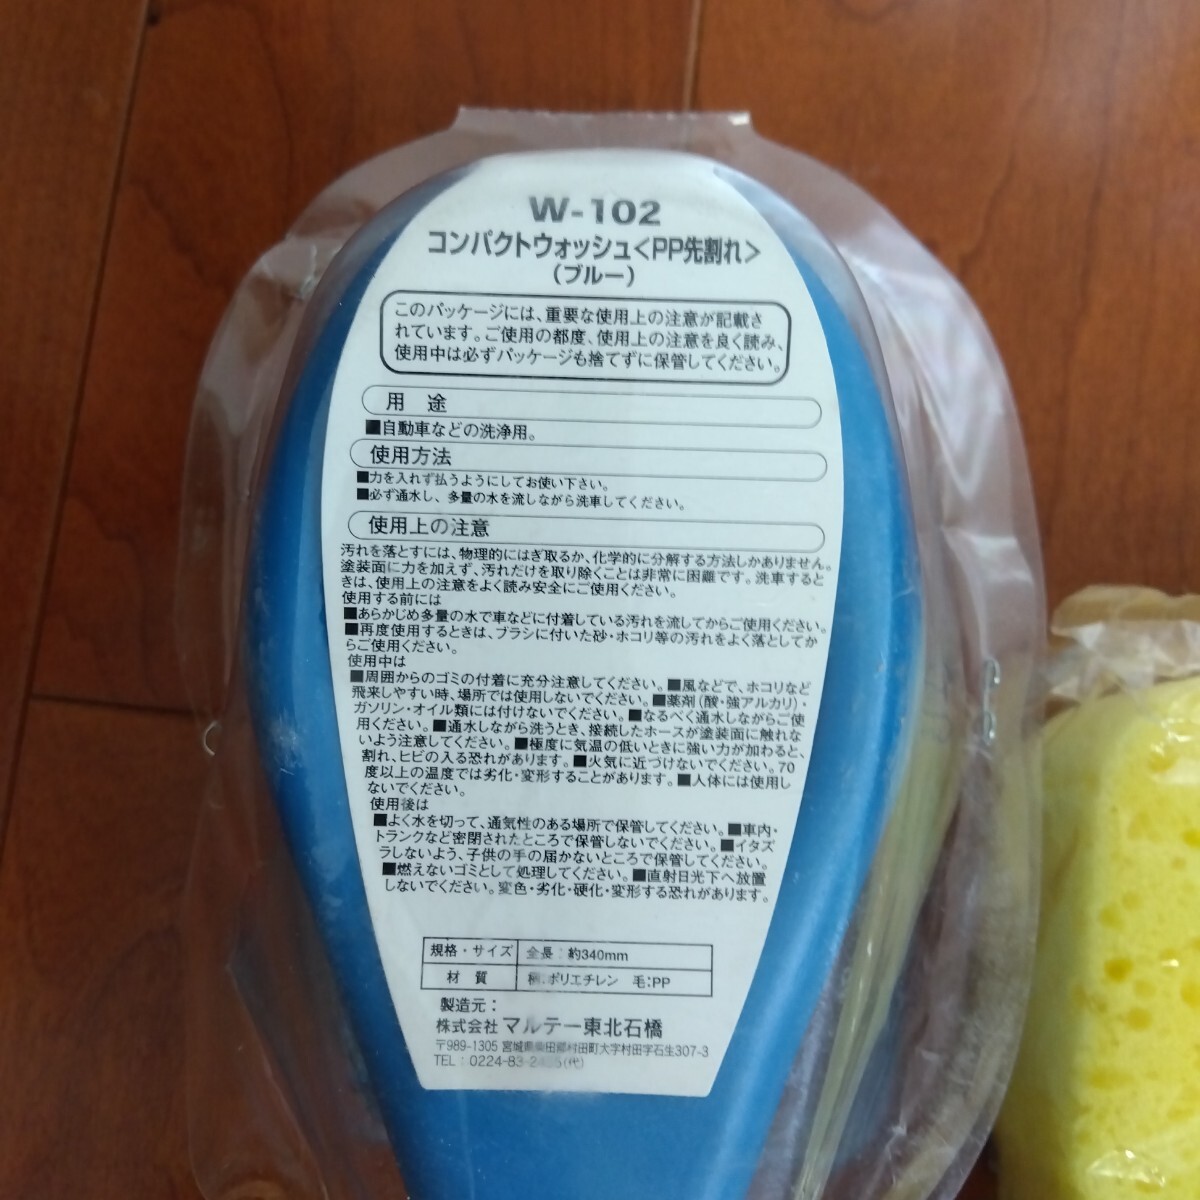 W-102
コンパクトウォッシュ<PP先割れ>
(ブルー)
このパッケージには、重要な使用上の注意が記載さ
れています。ご使用の都度、使用上の注意を良く読み、
使用中は必ずパッケージも捨てずに保管してください。
用 途
■自動車などの洗浄用。
使用方法
■力を入れず払うようにしてお使い下さい。
■必ず通水し、多量の水を流しながら洗車してください。
使用上の注意
汚れを落とすには、物理的にはぎ取るか、化学的に分解する方法しかありません。
塗装面に力を加えず、汚れだけを取り除くことは非常に困難です。洗車すると
きは、使用上の注意をよく読み安全にご使用ください。
使用する前には
■あらかじめ多量の水で車などに付着している汚れを流してからご使用ください。
■再度使用するときは、ブラシに付いた砂・ホコリ等の汚れをよく落としてか
らご使用ください。
使用中は
■周囲からのゴミの付着に充分注意してください。■風などで、ホコリなど
飛来しやすい時、場所では使用しないでください。■薬剤(酸・強アルカリ)・
ガソリン・オイル類には付けないでください。■なるべく通水しながらご使
用ください。■通水しながら洗うとき、接続したホースが塗装面に触れな
いよう注意してください。■極度に気温の低いときに強い力が加わると、
割れ、ヒビの入る恐れがあります。■火気に近づけないでください。70
度以上の温度では劣化・変形することがあります。■人体には使用し
ないでください。
使用後は
■よく水を切って、通気性のある場所で保管してください。■車内・
トランクなど密閉されたところで保管しないでください。■イタズ
ラしないよう、子供の手の届かないところで保管してください。
■燃えないゴミとして処理してください。■直射日光下へ放置
しないでください。変色・劣化・硬化・変形する恐れがあります。
規格・サイズ 全長:約340mm
材 質 柄:ポリエチレン 毛:PP
製造元:
株式会社 マルテー東北石橋
〒989-1305 宮城県柴田郡村田町大字村田字石生307-3
TEL:0224-83-(代)